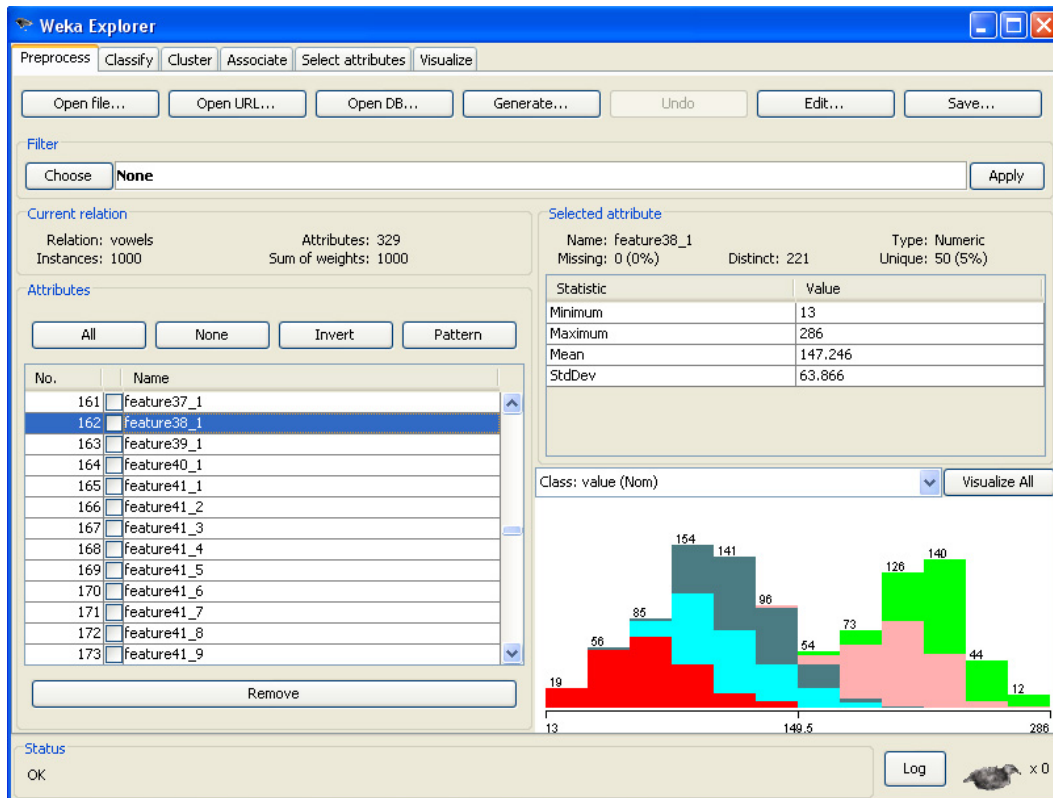 Weka Explorer
Preprocess Classify Cluster Associate Select attributes Visualize
Open file... Open URL... Open DB... Generate... Undo Edit... Save...
Filter
Choose None Apply
Current relation
Relation: vowels Attributes: 329
Instances: 1000 Sum of weights: 1000
Attributes
All None Invert Pattern
No. Name
161 feature37_1
162 feature38_1
163 feature39_1
164 feature40_1
165 feature41_1
166 feature41_2
167 feature41_3
168 feature41_4
169 feature41_5
170 feature41_6
171 feature41_7
172 feature41_8
173 feature41_9
Remove
Selected attribute
Name: feature38_1 Type: Numeric
Missing: 0 (0%) Distinct: 221 Unique: 50 (5%)
Statistic Value
Minimum 13
Maximum 286
Mean 147.246
StdDev 63.866
Class: value (Nom) Visualize All
19 56 85 154 141 96 54 73 126 140 44 12
13 149.5 286
Status
OK
Log x 0